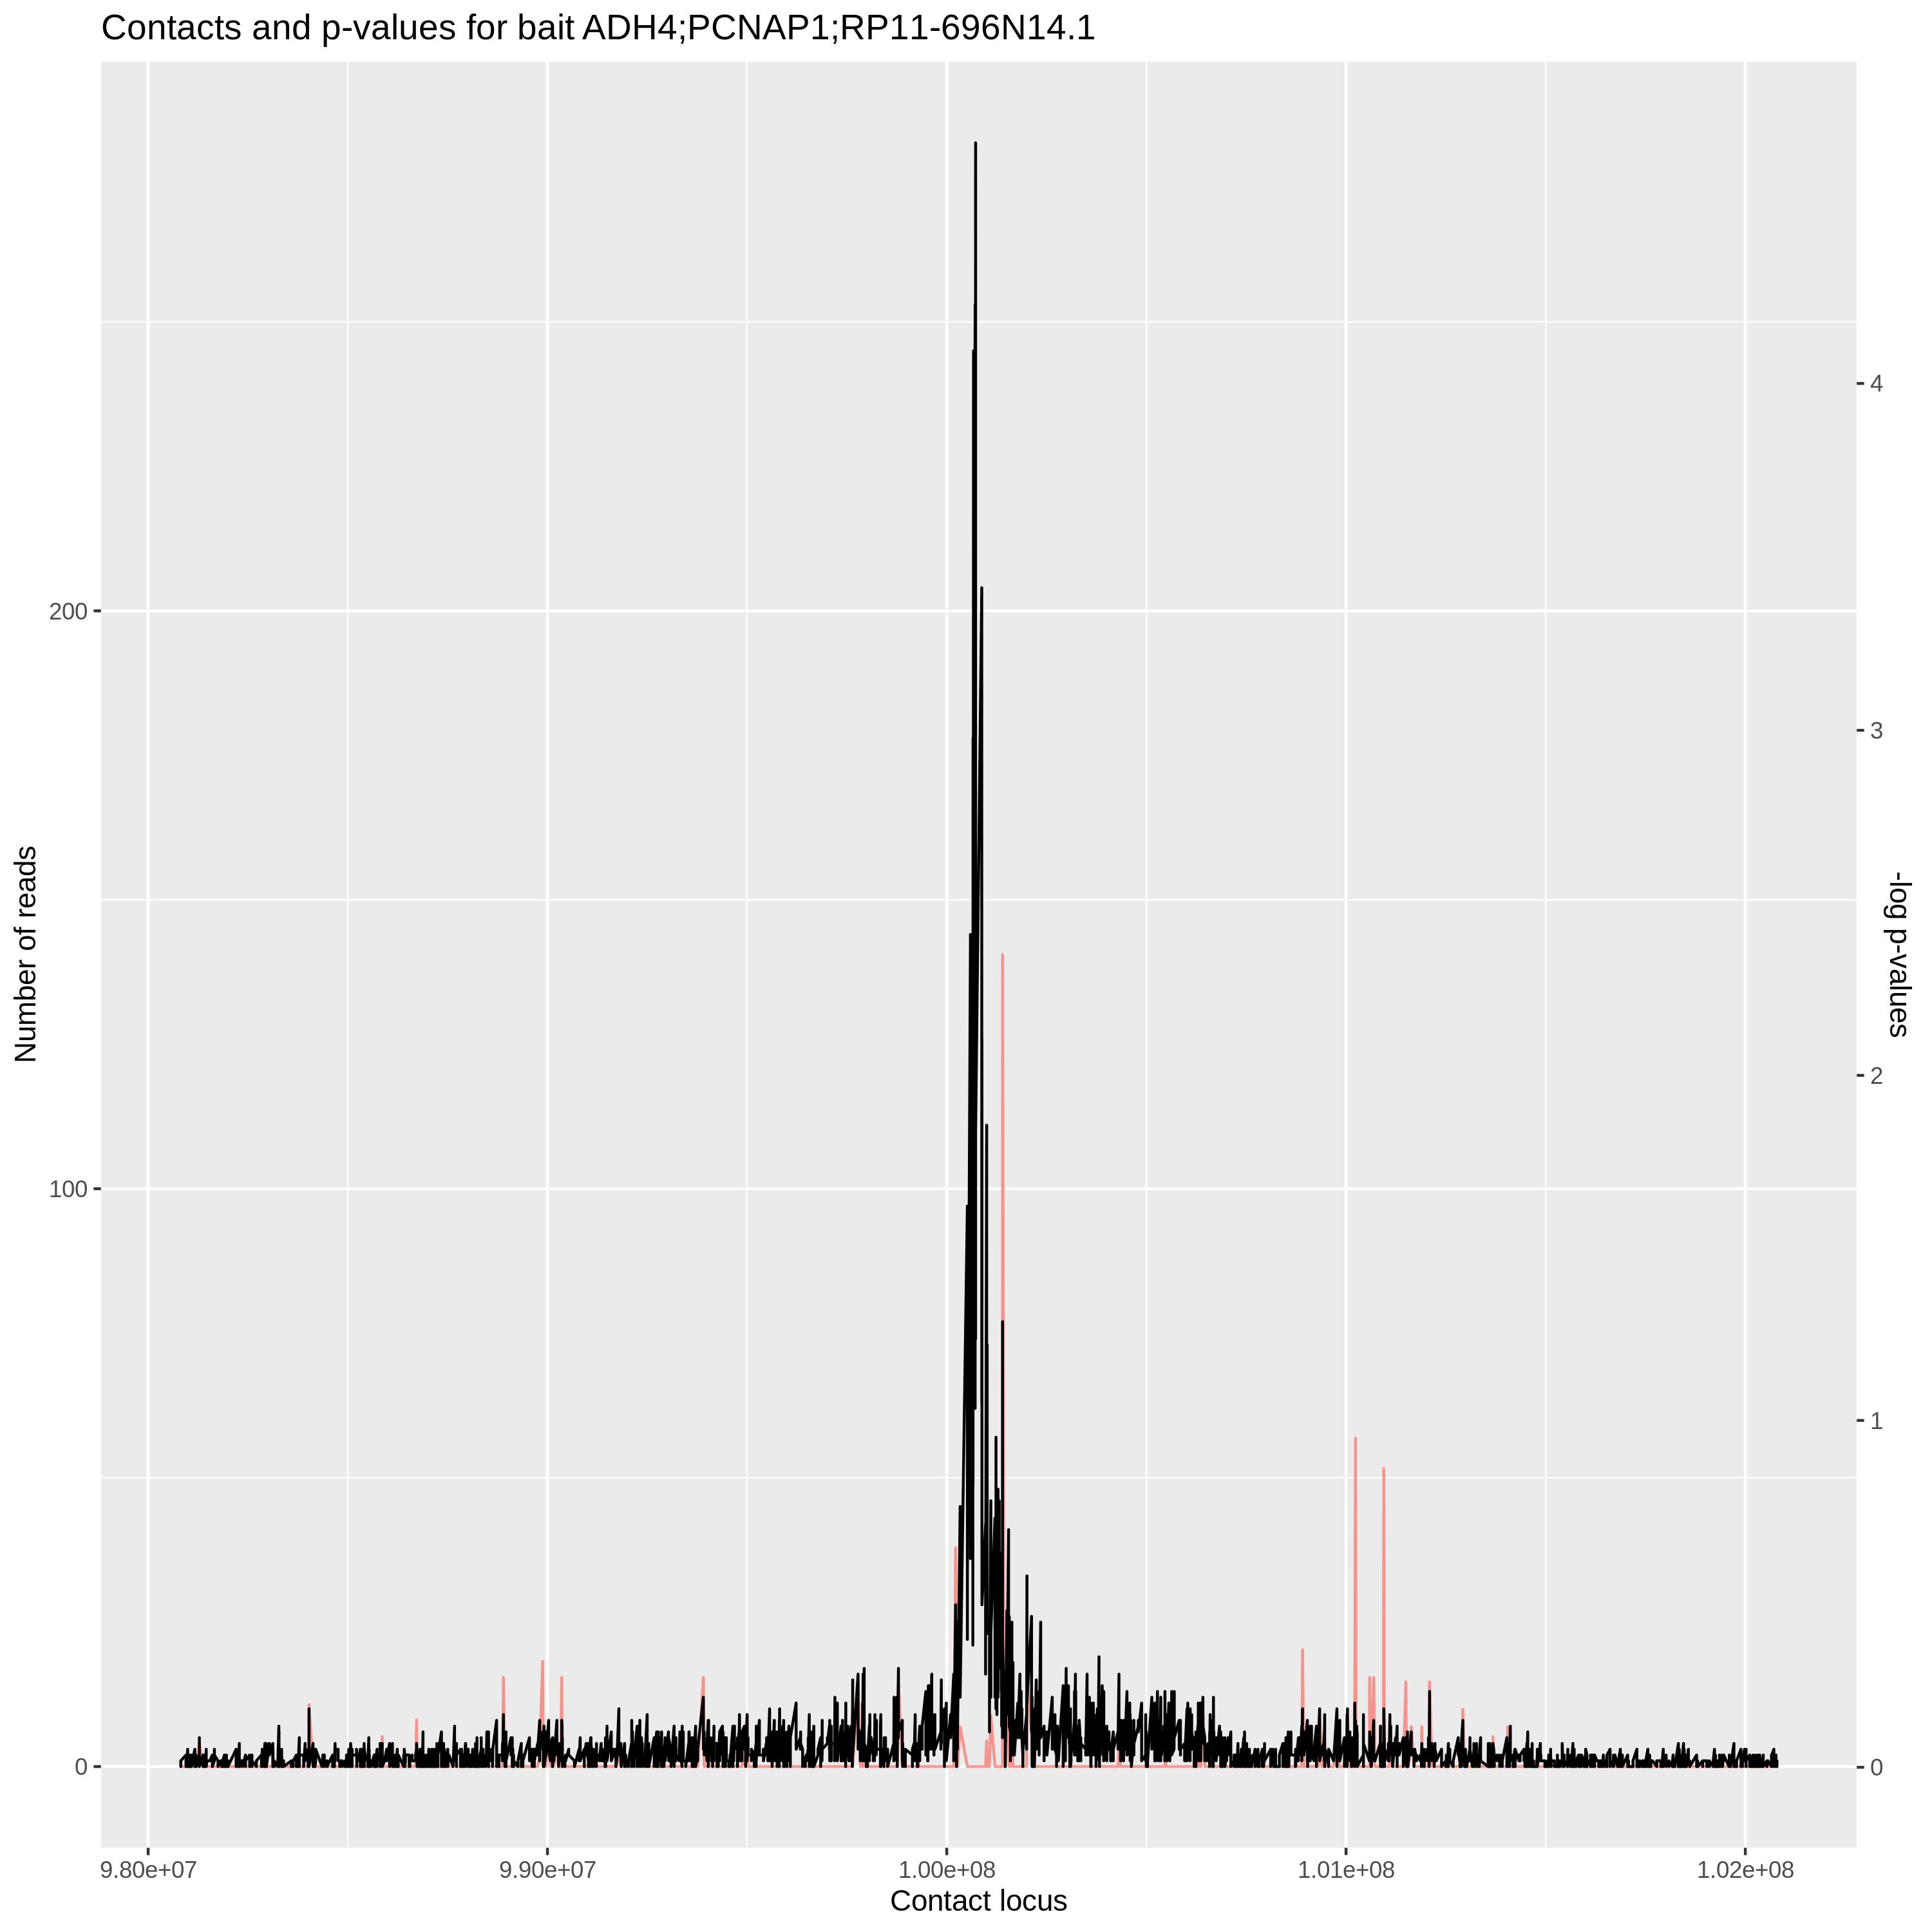 Contacts and p-values for bait ADH4;PCNAP1;RP11-696N14.1
4
200
3
Number of reads
-log p-values
2
100
1
0
0
9.80e+07
9.90e+07
1.00e+08
1.01e+08
1.02e+08
Contact locus